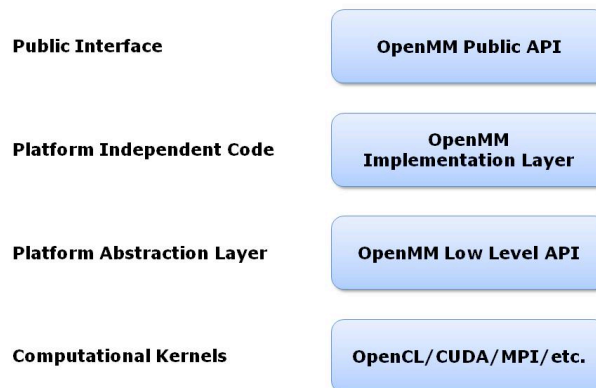 Public Interface
OpenMM Public API
Platform Independent Code
OpenMM
Implementation Layer
Platform Abstraction Layer
OpenMM Low Level API
Computational Kernels
OpenCL/CUDA/MPI/etc.